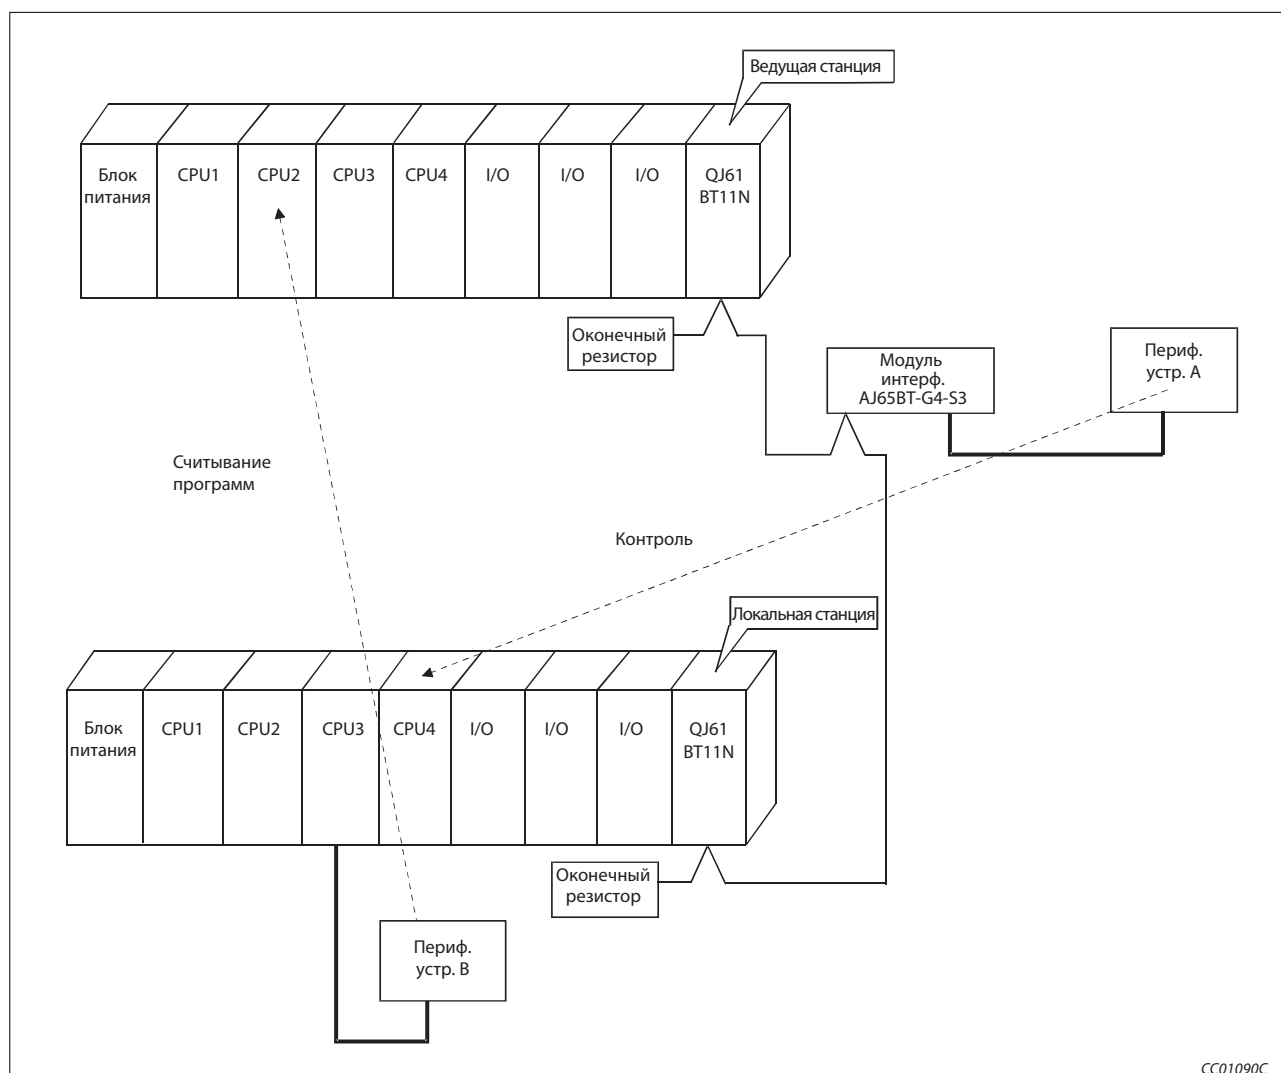 Ведущая станция
Блок
питания
CPU1
CPU2
CPU3
CPU4
I/O
I/O
I/O
QJ61
BT11N
Оконечный
резистор
Модуль
интерф.
AJ65BT-G4-S3
Периф.
устр. A
Считывание
программ
Контроль
Локальная станция
Блок
питания
CPU1
CPU2
CPU3
CPU4
I/O
I/O
I/O
QJ61
BT11N
Оконечный
резистор
Периф.
устр. B
CC01090C